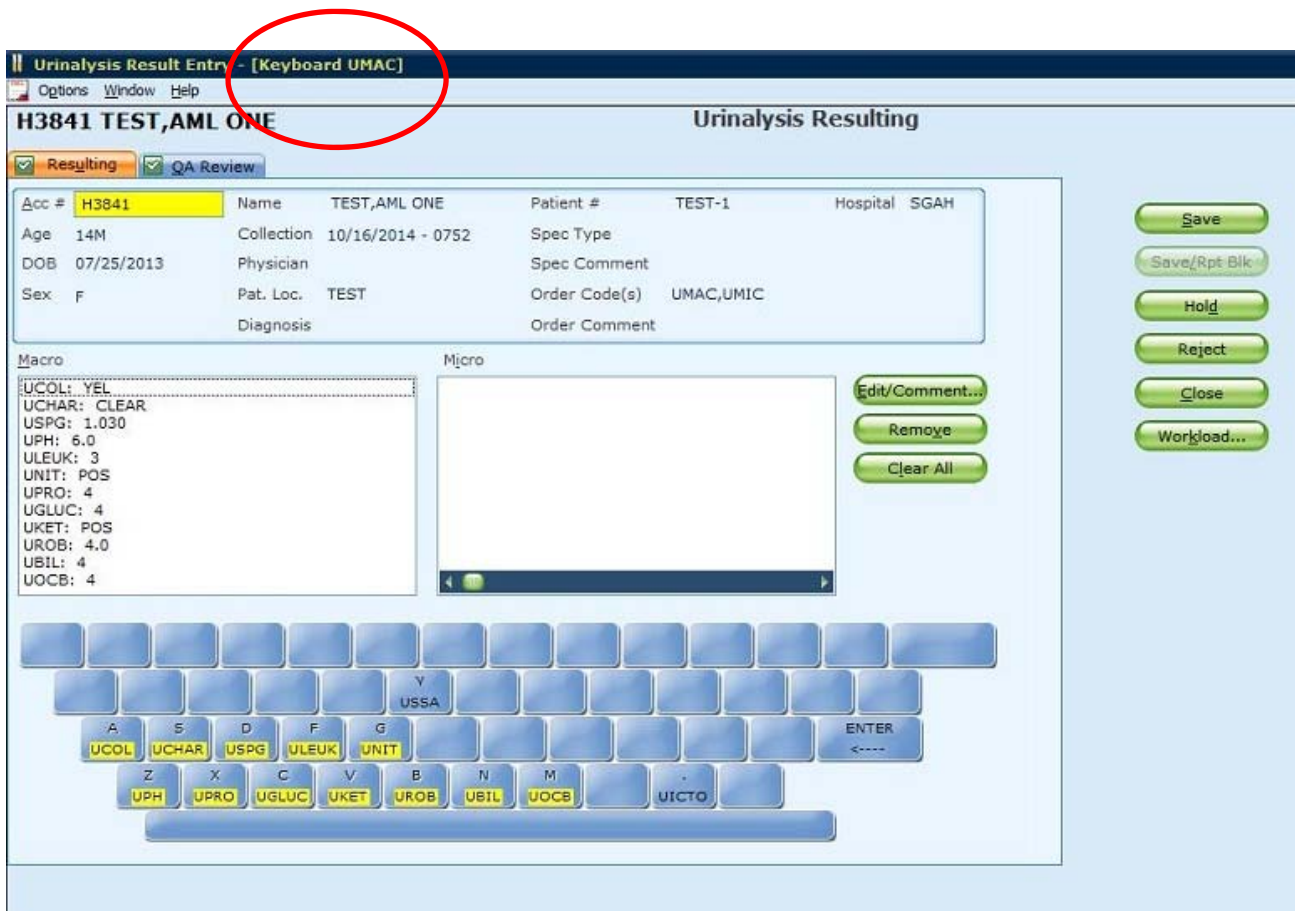 Urinalysis Result Entry - [Keyboard UMAC]
Options Window Help
H3841 TEST,AML ONE Urinalysis Resulting
Resulting QA Review
Acc # H3841 Name TEST,AML ONE Patient # TEST-1 Hospital SGAH
Age 14M Collection 10/16/2014 - 0752 Spec Type
DOB 07/25/2013 Physician Spec Comment
Sex F Pat. Loc. TEST Order Code(s) UMAC,UMIC
Diagnosis Order Comment
Save
Save/Rpt Blk
Hold
Reject
Close
Workload...
Macro Micro
UCOL: YEL
UCHAR: CLEAR
USPG: 1.030
UPH: 6.0
ULEUK: 3
UNIT: POS
UPRO: 4
UGLUC: 4
UKET: POS
UROB: 4.0
UBIL: 4
UOCB: 4
Edit/Comment...
Remove
Clear All
Y
USSA
A S D F G ENTER
UCOL UCHAR USPG ULEUK UNIT <----
Z X C V B N M .
UPH UPRO UGLUC UKET UROB UBIL UOCB UICTO